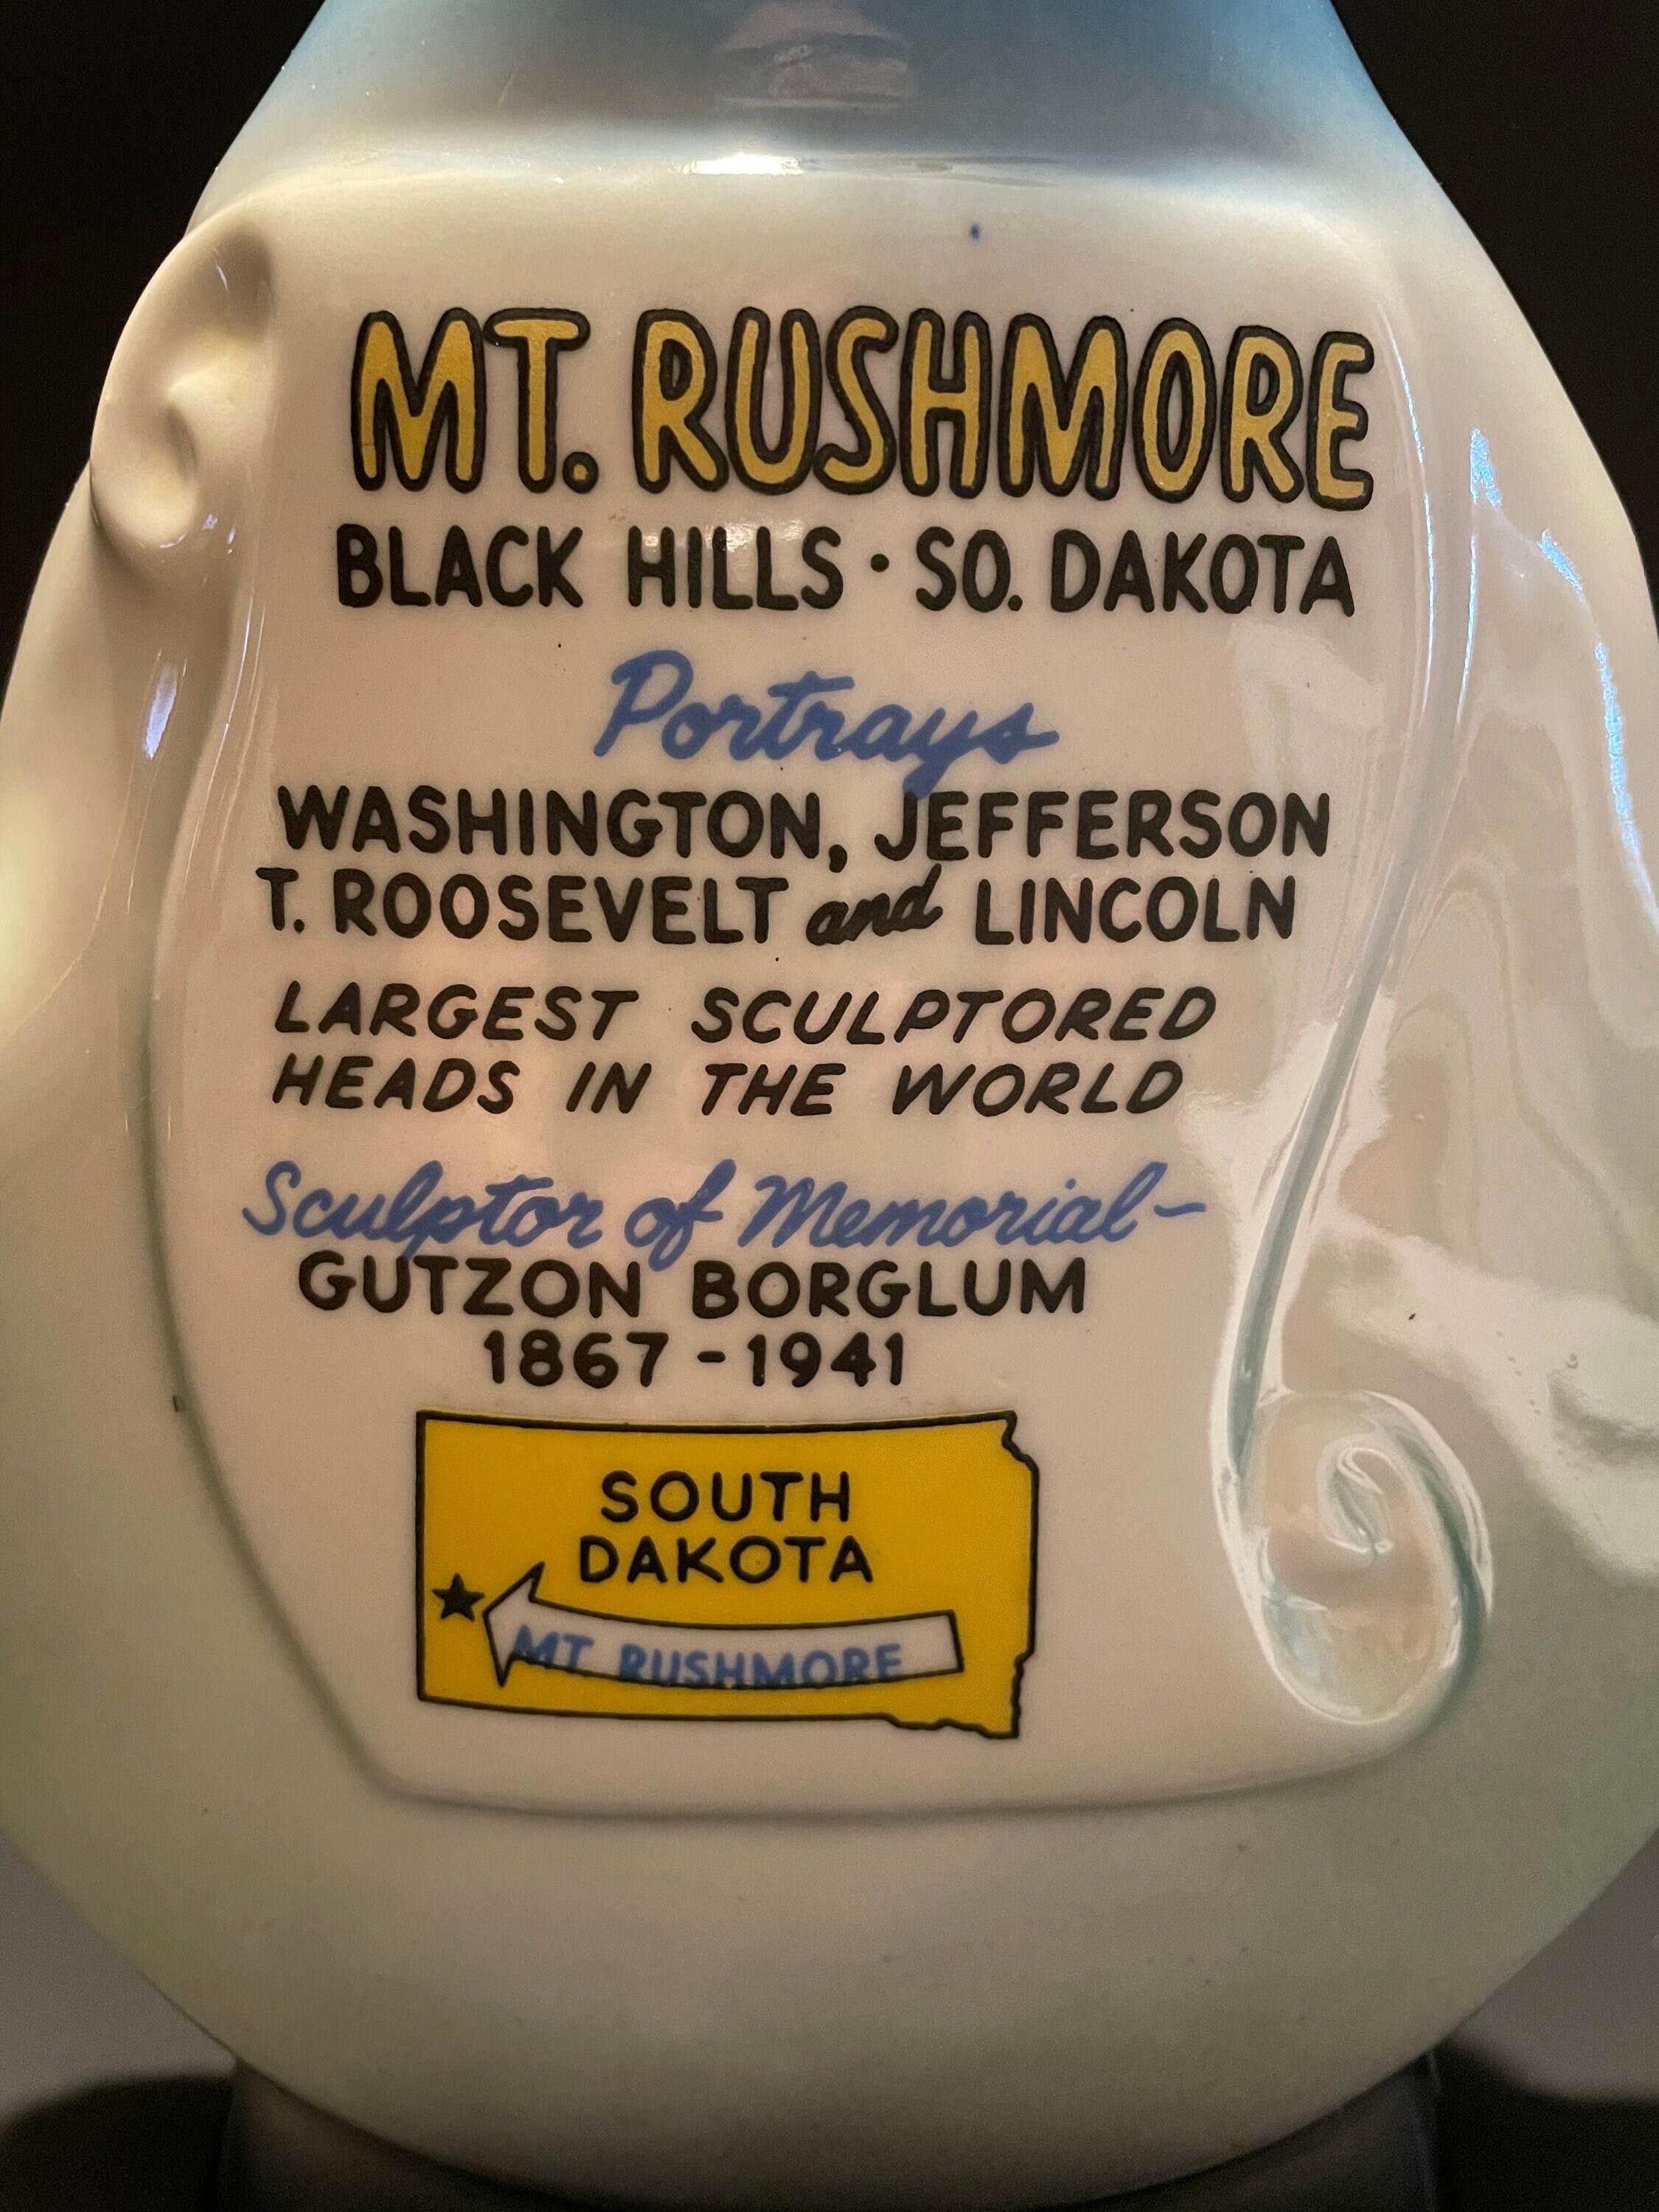 MT. RUSHMORE
BLACK HILLS · SO. DAKOTA
Portrays
WASHINGTON, JEFFERSON
T. ROOSEVELT and LINCOLN
LARGEST SCULPTORED
HEADS IN THE WORLD
Sculptor of Memorial-
GUTZON BORGLUM
1867 - 1941
SOUTH
DAKOTA
MT RUSHMORE